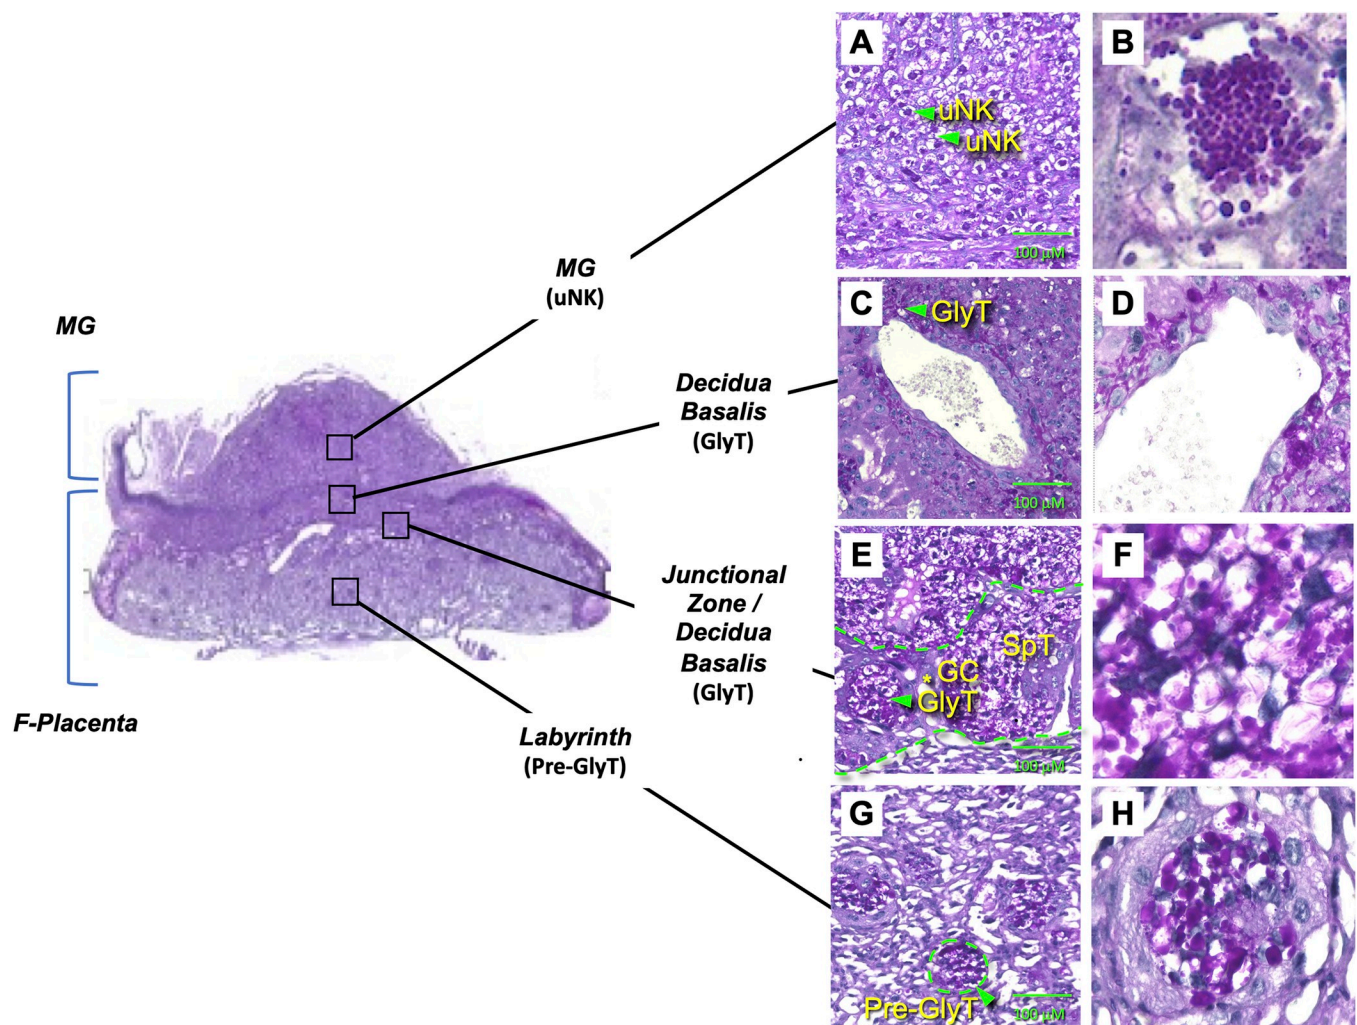 A
B
uNK
uNK
100 µM
MG
(uNK)
MG
C
D
GlyT
100 µM
Decidua
Basalis
(GlyT)
E
F
SpT
* GC
GlyT
100 µM
Junctional
Zone /
Decidua
Basalis
(GlyT)
F-Placenta
Labyrinth
(Pre-GlyT)
G
H
Pre-GlyT
100 µM